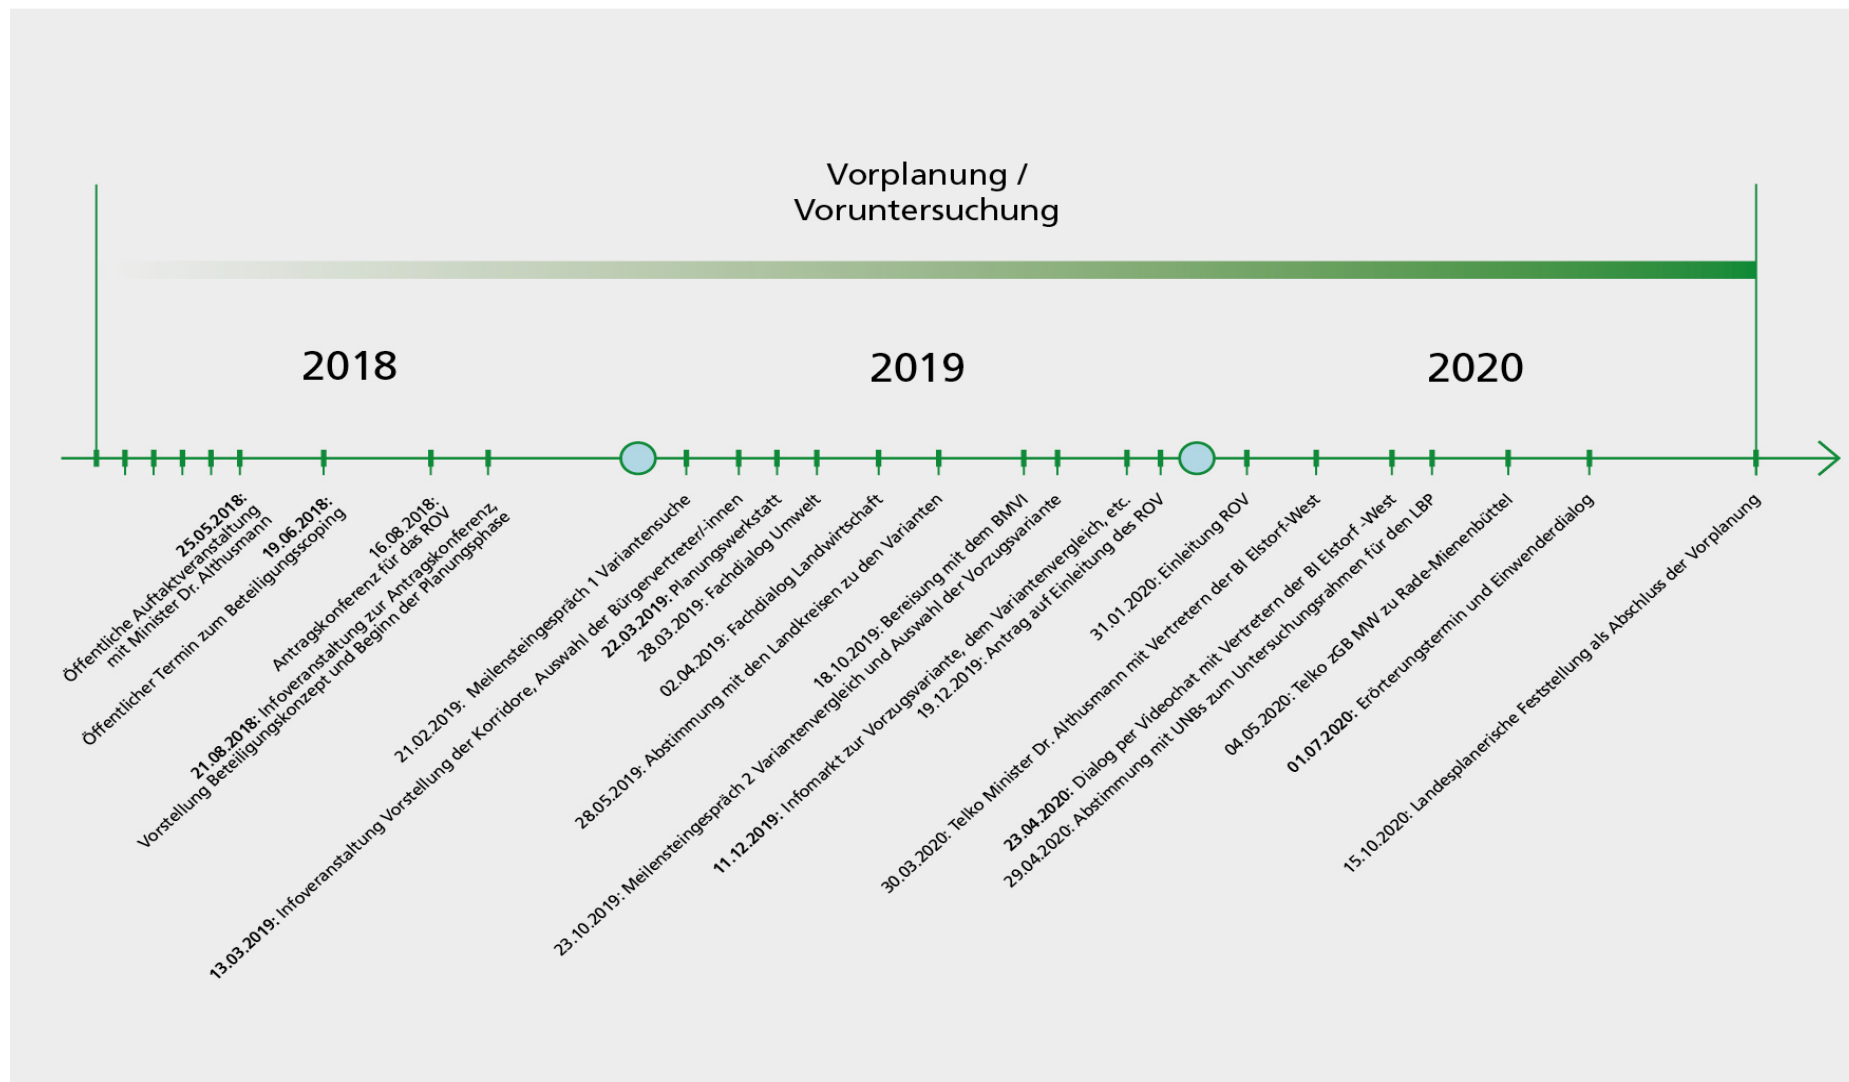 Vorplanung /
Voruntersuchung
2018
2019
2020
25.05.2018:
Öffentliche Auftaktveranstaltung
mit Minister Dr. Althusmann
19.06.2018:
Öffentlicher Termin zum Beteiligungsscoping
16.08.2018:
Antragskonferenz für das ROV
21.08.2018: Infoveranstaltung zur Antragskonferenz,
Vorstellung Beteiligungskonzept und Beginn der Planungsphase
21.02.2019: Meilensteingespräch 1 Variantensuche
13.03.2019: Infoveranstaltung Vorstellung der Korridore, Auswahl der Bürgervertreter/-innen
22.03.2019: Planungswerkstatt
28.03.2019: Fachdialog Umwelt
02.04.2019: Fachdialog Landwirtschaft
28.05.2019: Abstimmung mit den Landkreisen zu den Varianten
18.10.2019: Bereisung mit dem BMVI
23.10.2019: Meilensteingespräch 2 Variantenvergleich und Auswahl der Vorzugsvariante
11.12.2019: Infomarkt zur Vorzugsvariante, dem Variantenvergleich, etc.
19.12.2019: Antrag auf Einleitung des ROV
31.01.2020: Einleitung ROV
30.03.2020: Telko Minister Dr. Althusmann mit Vertretern der BI Elstorf-West
23.04.2020: Dialog per Videochat mit Vertretern der BI Elstorf -West
29.04.2020: Abstimmung mit UNBs zum Untersuchungsrahmen für den LBP
04.05.2020: Telko zGB MW zu Rade-Mienenbüttel
01.07.2020: Erörterungstermin und Einwenderdialog
15.10.2020: Landesplanerische Feststellung als Abschluss der Vorplanung